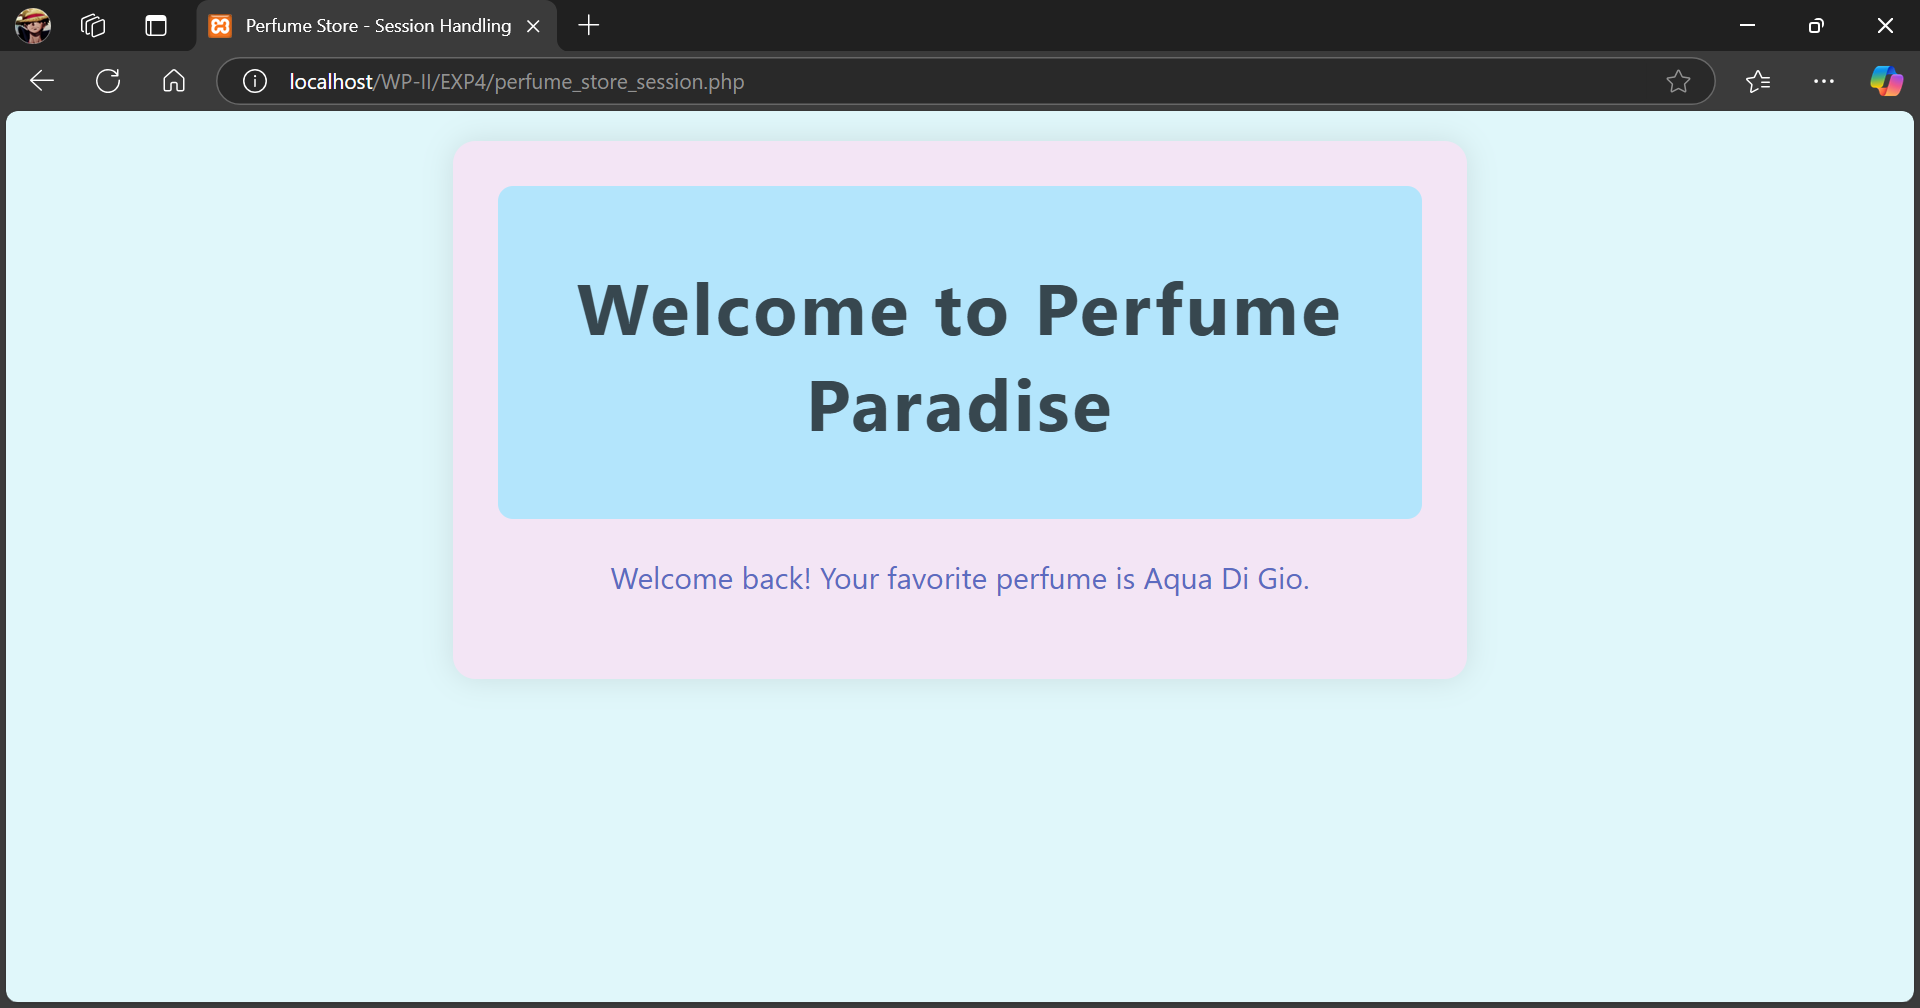 Perfume Store - Session Handling
localhost/WP-II/EXP4/perfume_store_session.php
Welcome to Perfume
Paradise
Welcome back! Your favorite perfume is Aqua Di Gio.